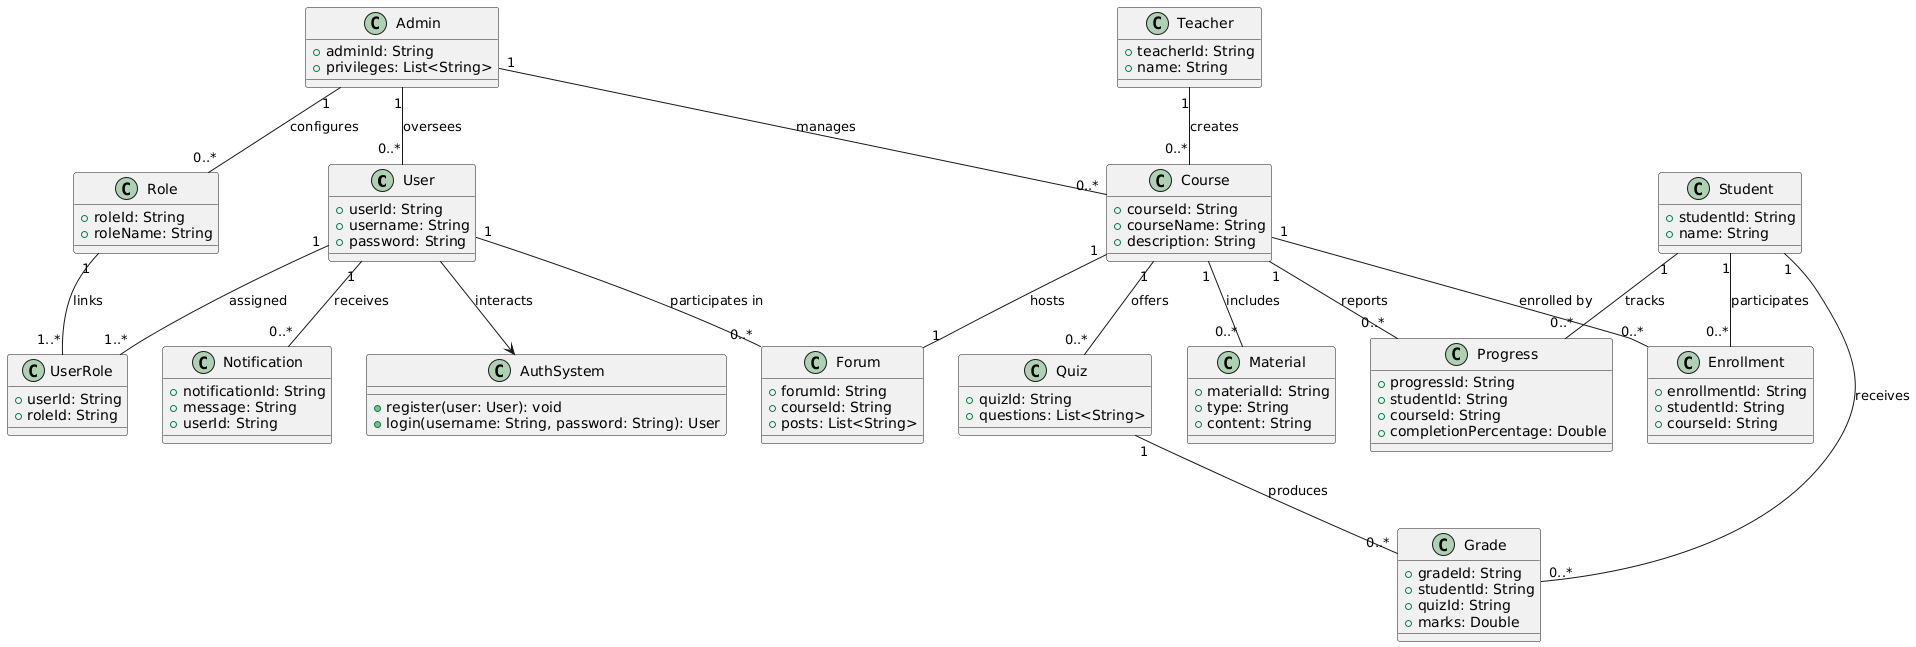 C Admin
adminId: String
privileges: List<String>
C Teacher
teacherId: String
name: String
1
1
1
1
configures
oversees
manages
creates
0..*
0..*
0..*
0..*
C Role
roleId: String
roleName: String
C User
userId: String
username: String
password: String
C Course
courseId: String
courseName: String
description: String
C Student
studentId: String
name: String
1
1
1
1
1
1
1
1
1
1
1
1
links
assigned
receives
interacts
participates in
hosts
offers
includes
reports
enrolled by
tracks
participates
receives
1..*
1..*
0..*
0..*
1
0..*
0..*
0..*
0..*
0..*
0..*
C UserRole
userId: String
roleId: String
C Notification
notificationId: String
message: String
userId: String
C AuthSystem
register(user: User): void
login(username: String, password: String): User
C Forum
forumId: String
courseId: String
posts: List<String>
C Quiz
quizId: String
questions: List<String>
C Material
materialId: String
type: String
content: String
C Progress
progressId: String
studentId: String
courseId: String
completionPercentage: Double
C Enrollment
enrollmentId: String
studentId: String
courseId: String
1
produces
0..*
0..*
C Grade
gradeId: String
studentId: String
quizId: String
marks: Double